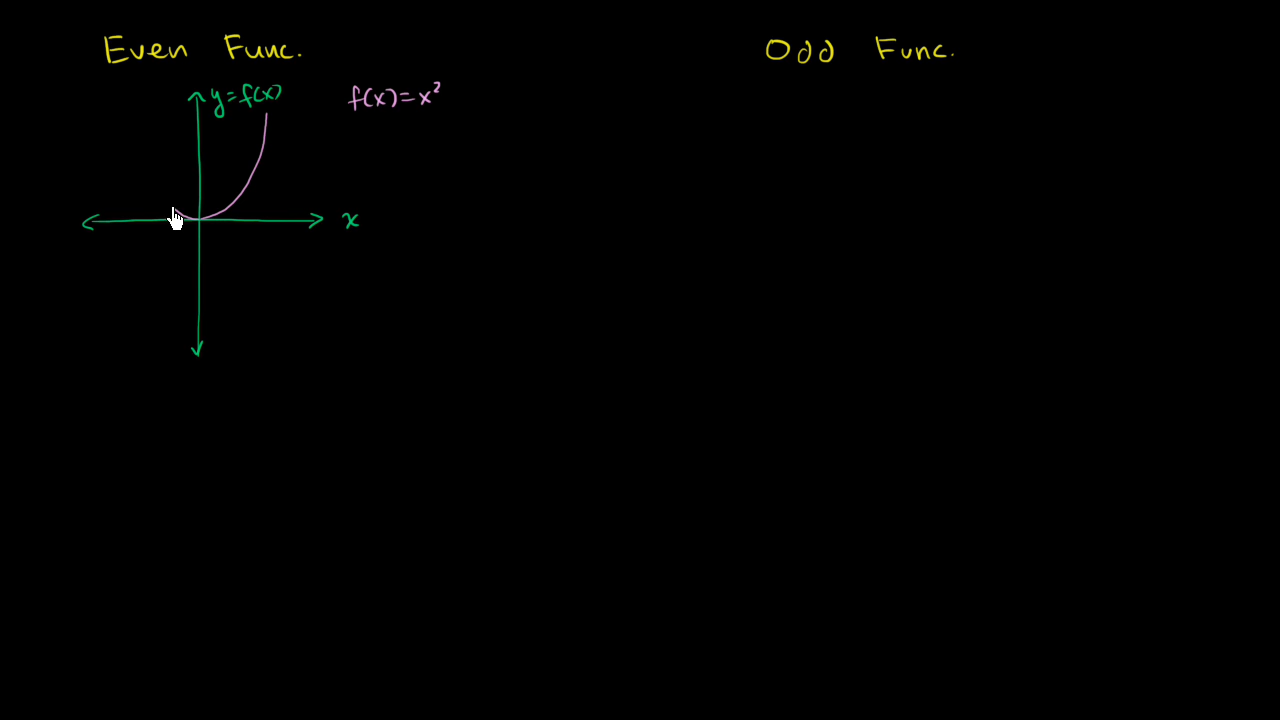 Even Func.
Odd Func.
y=f(x)
f(x)=x²
x